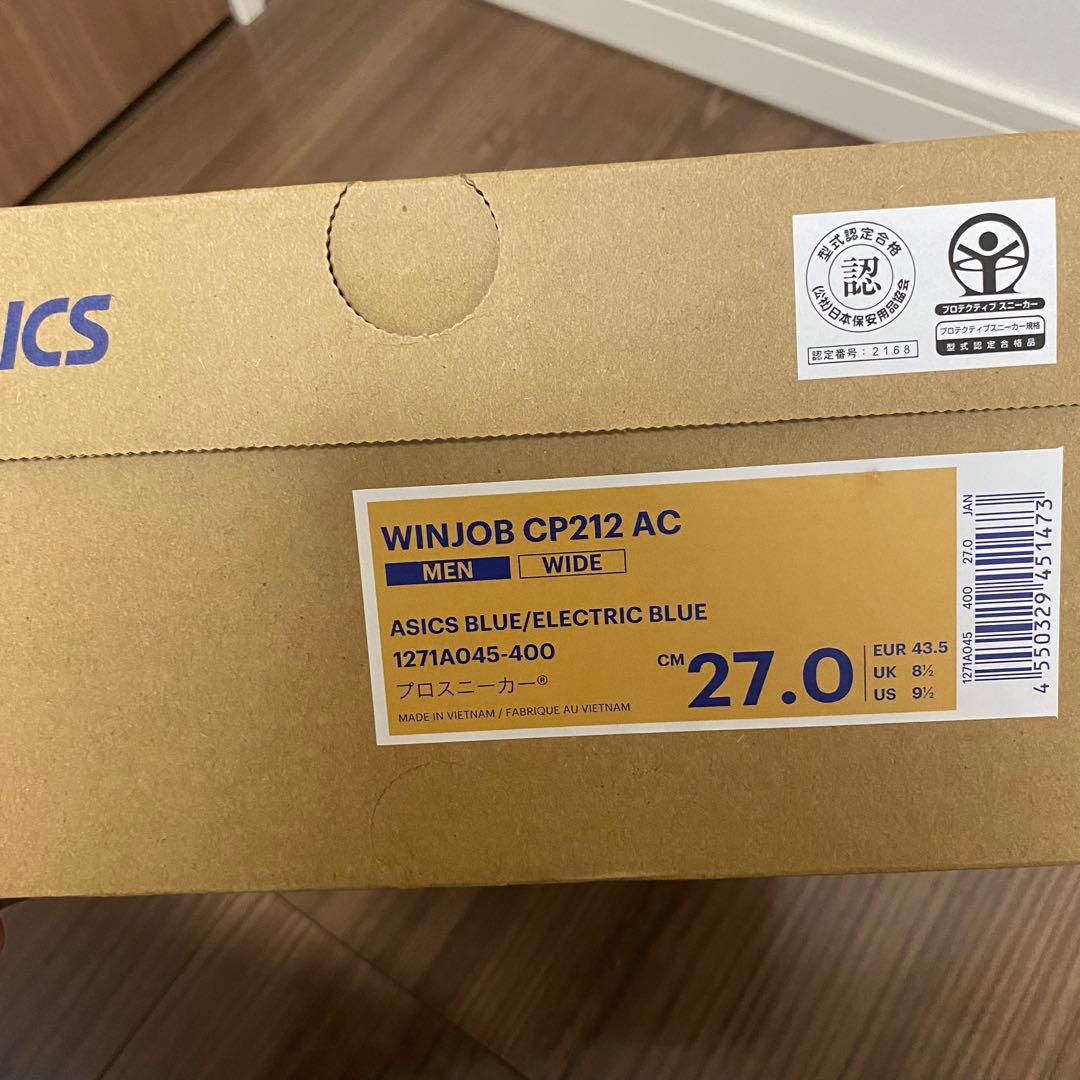 ICS
型式認定合格
認
(公社)日本保安用品協会
認定番号：2168
プロテクティブ スニーカー
プロテクティブスニーカー規格
型式認定合格品
WINJOB CP212 AC
MEN WIDE
ASICS BLUE/ELECTRIC BLUE
1271A045-400
プロスニーカー®
MADE IN VIETNAM / FABRIQUE AU VIETNAM
CM 27.0
EUR 43.5
UK 8½
US 9½
1271A045 400 27.0 JAN
4 550329 451473